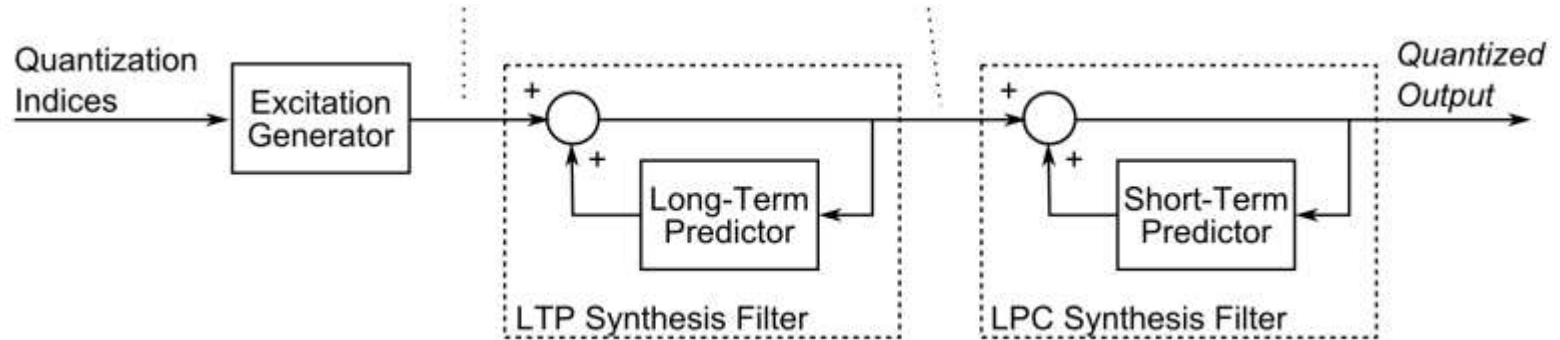 Quantization
Indices
Excitation
Generator
+
+
Long-Term
Predictor
LTP Synthesis Filter
+
+
Short-Term
Predictor
LPC Synthesis Filter
Quantized
Output